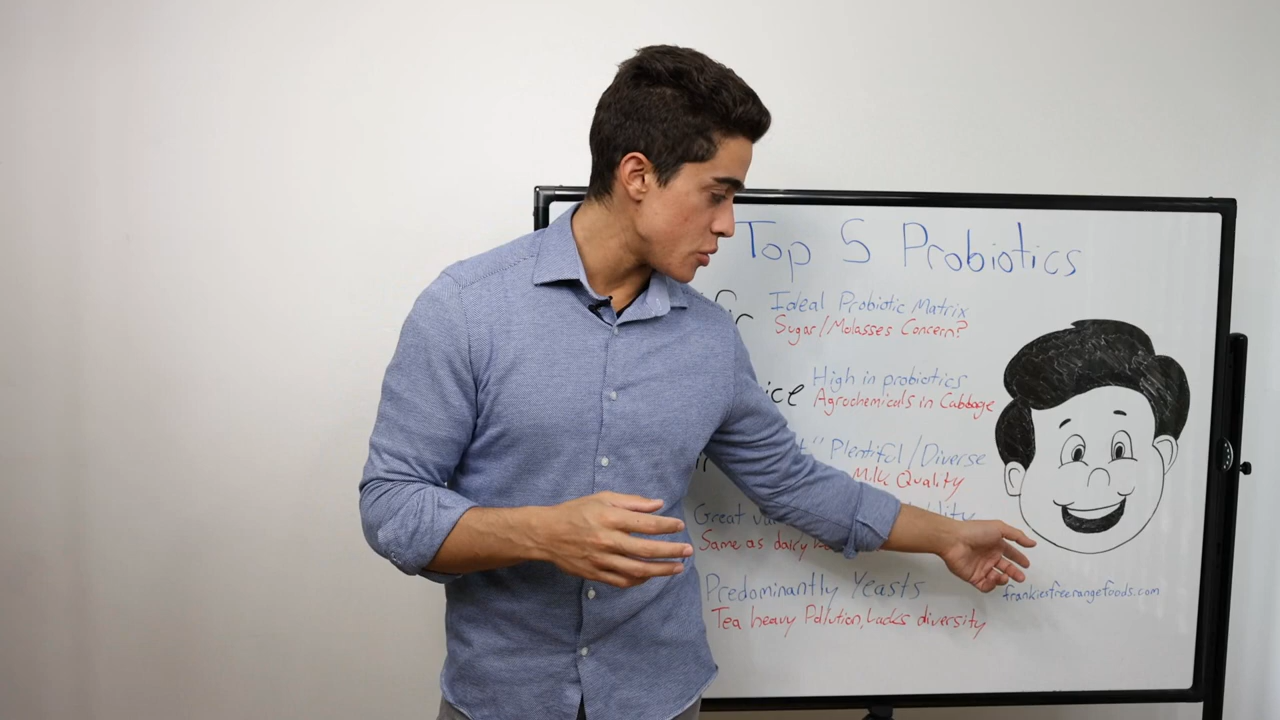 Top 5 Probiotics
Ideal Probiotic Matrix
Sugar/Molasses Concern?
High in probiotics
Agrochemicals in Cabbage
" Plentiful/Diverse
Milk Quality
Great
Same as dairy
Predominantly Yeasts
Tea heavy Pollution, Lacks diversity
frankiesfreerangefoods.com